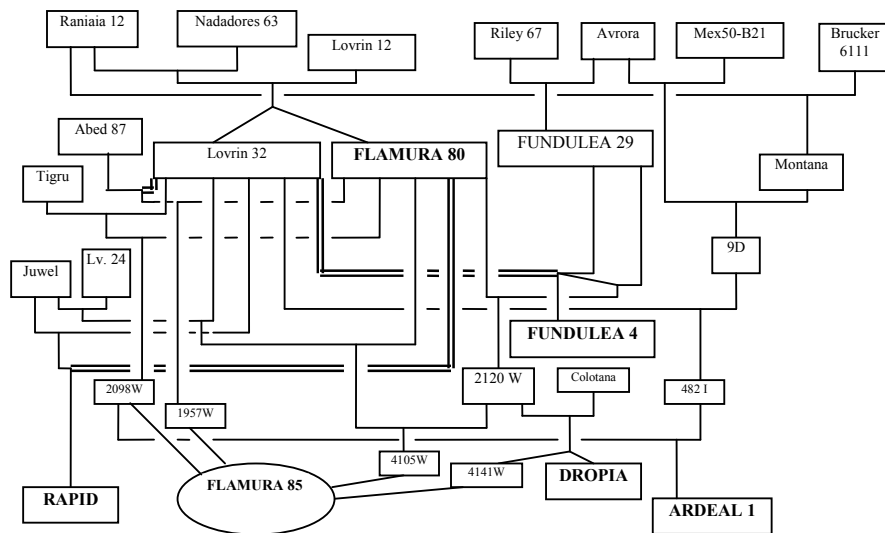 Raniaia 12
Nadadores 63
Lovrin 12
Riley 67
Avrora
Mex50-B21
Brucker
6111
Abed 87
Lovrin 32
FLAMURA 80
FUNDULEA 29
Tigru
Montana
Juwel
Lv. 24
9D
FUNDULEA 4
2098W
1957W
2120 W
Colotana
482 I
4105W
4141W
RAPID
FLAMURA 85
DROPIA
ARDEAL 1